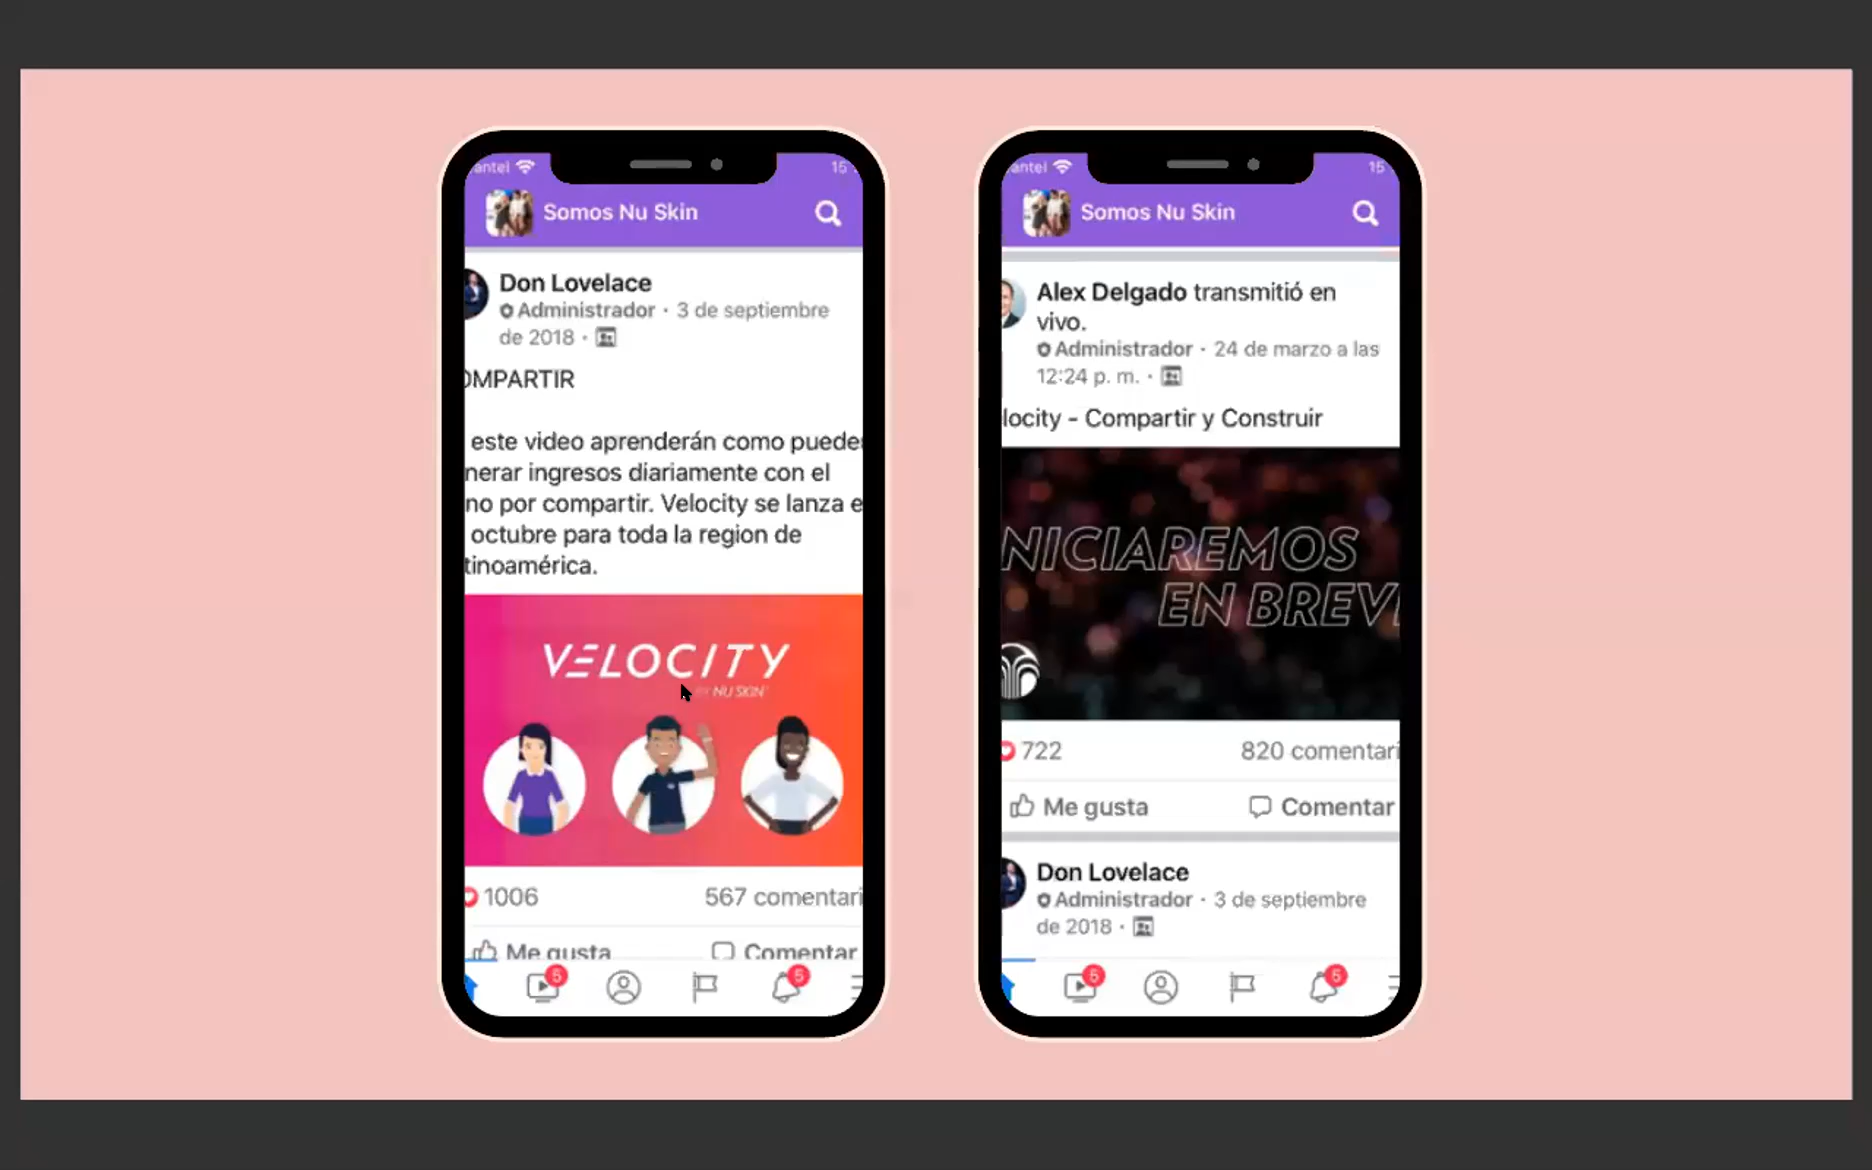 antel
15
Somos Nu Skin
Don Lovelace
Administrador · 3 de septiembre
de 2018 ·
OMPARTIR
este video aprenderán como pueden
nerar ingresos diariamente con el
no por compartir. Velocity se lanza e
octubre para toda la region de
tinoamérica.
VELOCITY
BY NU SKIN
1006
567 comentari
Me gusta
Comentar
5
5
antel
15
Somos Nu Skin
Alex Delgado transmitió en
vivo.
Administrador · 24 de marzo a las
12:24 p. m. ·
locity - Compartir y Construir
NICIAREMOS
EN BREV
722
820 comentari
Me gusta
Comentar
Don Lovelace
Administrador · 3 de septiembre
de 2018 ·
5
5